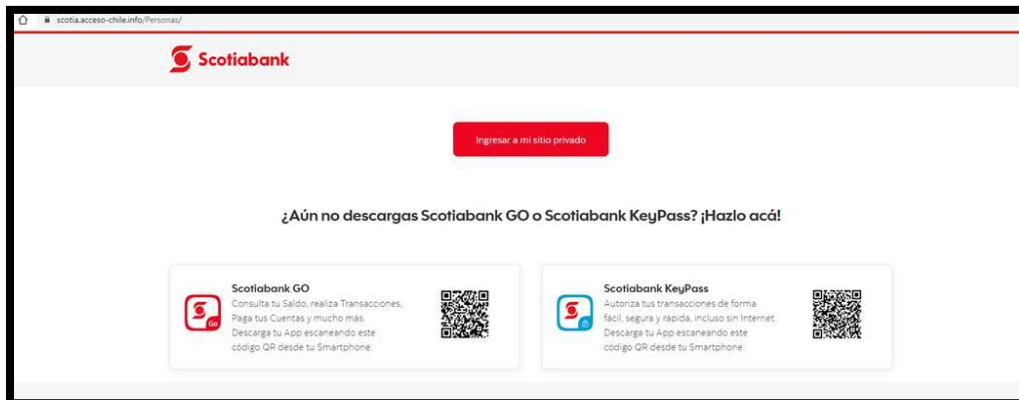 scotia.acceso-chile.info/Personas/
Scotiabank
Ingresar a mi sitio privado
¿Aún no descargas Scotiabank GO o Scotiabank KeyPass? ¡Hazlo acá!
Scotiabank GO
Consulta tu Saldo, realiza Transacciones,
Paga tus Cuentas y mucho más.
Descarga tu App escaneando este
código QR desde tu Smartphone.
Go
Scotiabank KeyPass
Autoriza tus transacciones de forma
fácil, segura y rápida, incluso sin Internet.
Descarga tu App escaneando este
código QR desde tu Smartphone.